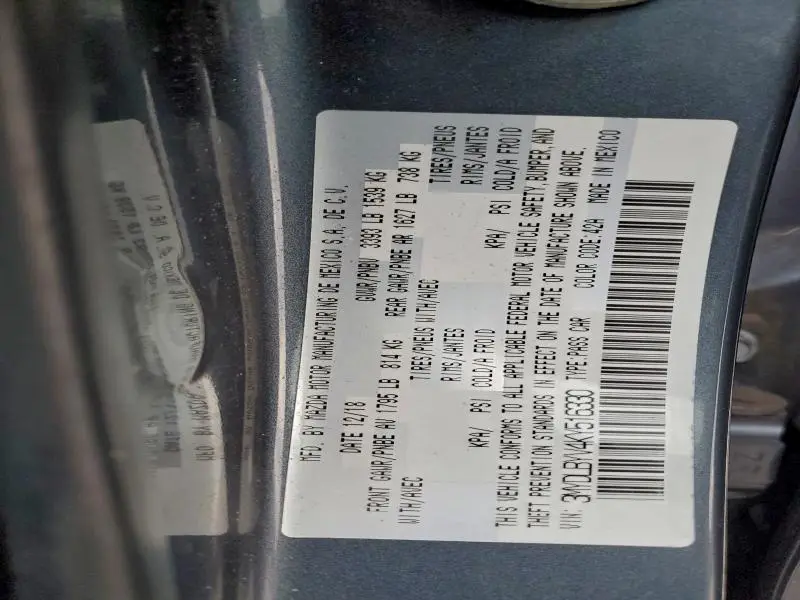 MFD. BY MAZDA MOTOR MANUFACTURING DE MEXICO S.A. DE C.V.
DATE 12/18 GVWR/PNBV 3393 LB 1539 KG
FRONT GAWR/PNBE AV 1795 LB 814 KG REAR GAWR/PNBE AR 1627 LB 738 KG
WITH/AVEC TIRES/PNEUS WITH/AVEC TIRES/PNEUS
RIMS/JANTES RIMS/JANTES
KPA/ PSI COLD/A FROID KPA/ PSI COLD/A FROID
THIS VEHICLE CONFORMS TO ALL APPLICABLE FEDERAL MOTOR VEHICLE SAFETY, BUMPER, AND
THEFT PREVENTION STANDARDS IN EFFECT ON THE DATE OF MANUFACTURE SHOWN ABOVE.
VIN: 3MYDLBYV4KY516330 TYPE:PASS CAR COLOR CODE:42A MADE IN MEXICO